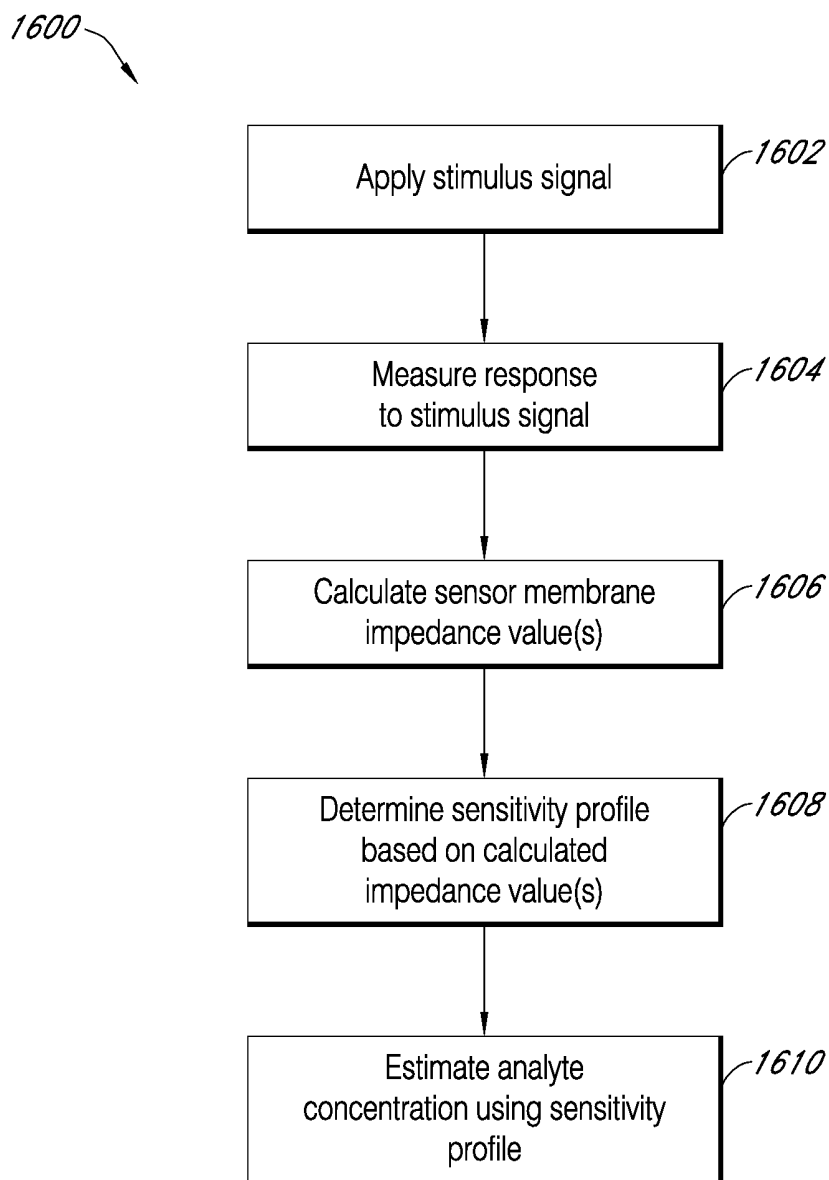 1600
Apply stimulus signal
1602
Measure response
to stimulus signal
1604
Calculate sensor membrane
impedance value(s)
1606
Determine sensitivity profile
based on calculated
impedance value(s)
1608
Estimate analyte
concentration using sensitivity
profile
1610